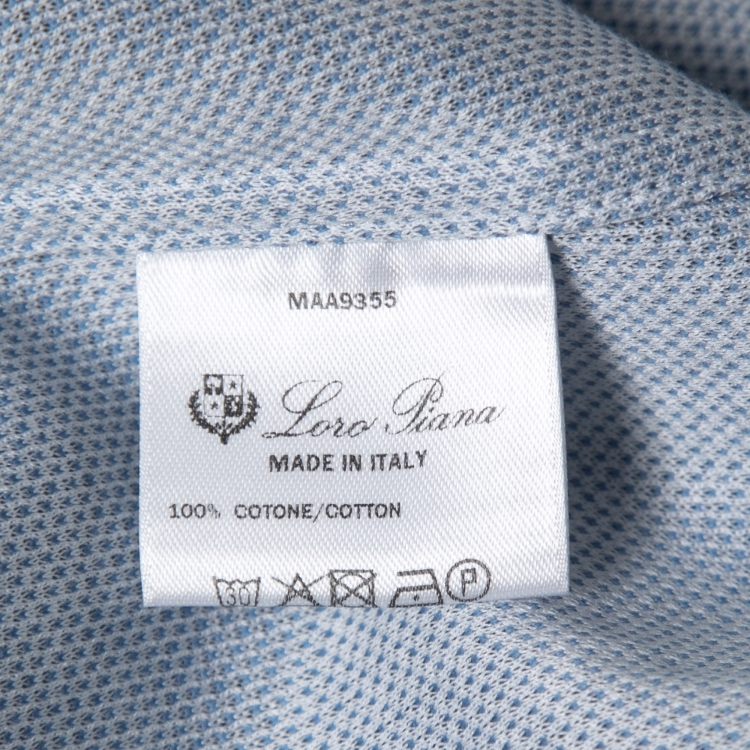 MAA9355
Loro Piana
MADE IN ITALY
100% COTONE/COTTON
30 P